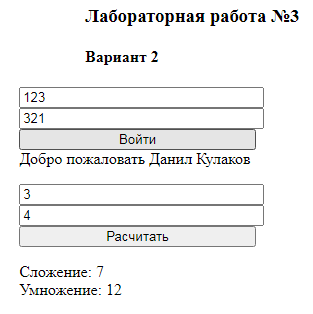 Лабораторная работа №3
Вариант 2
123
321
Войти
Добро пожаловать Данил Кулаков
3
4
Расчитать
Сложение: 7
Умножение: 12